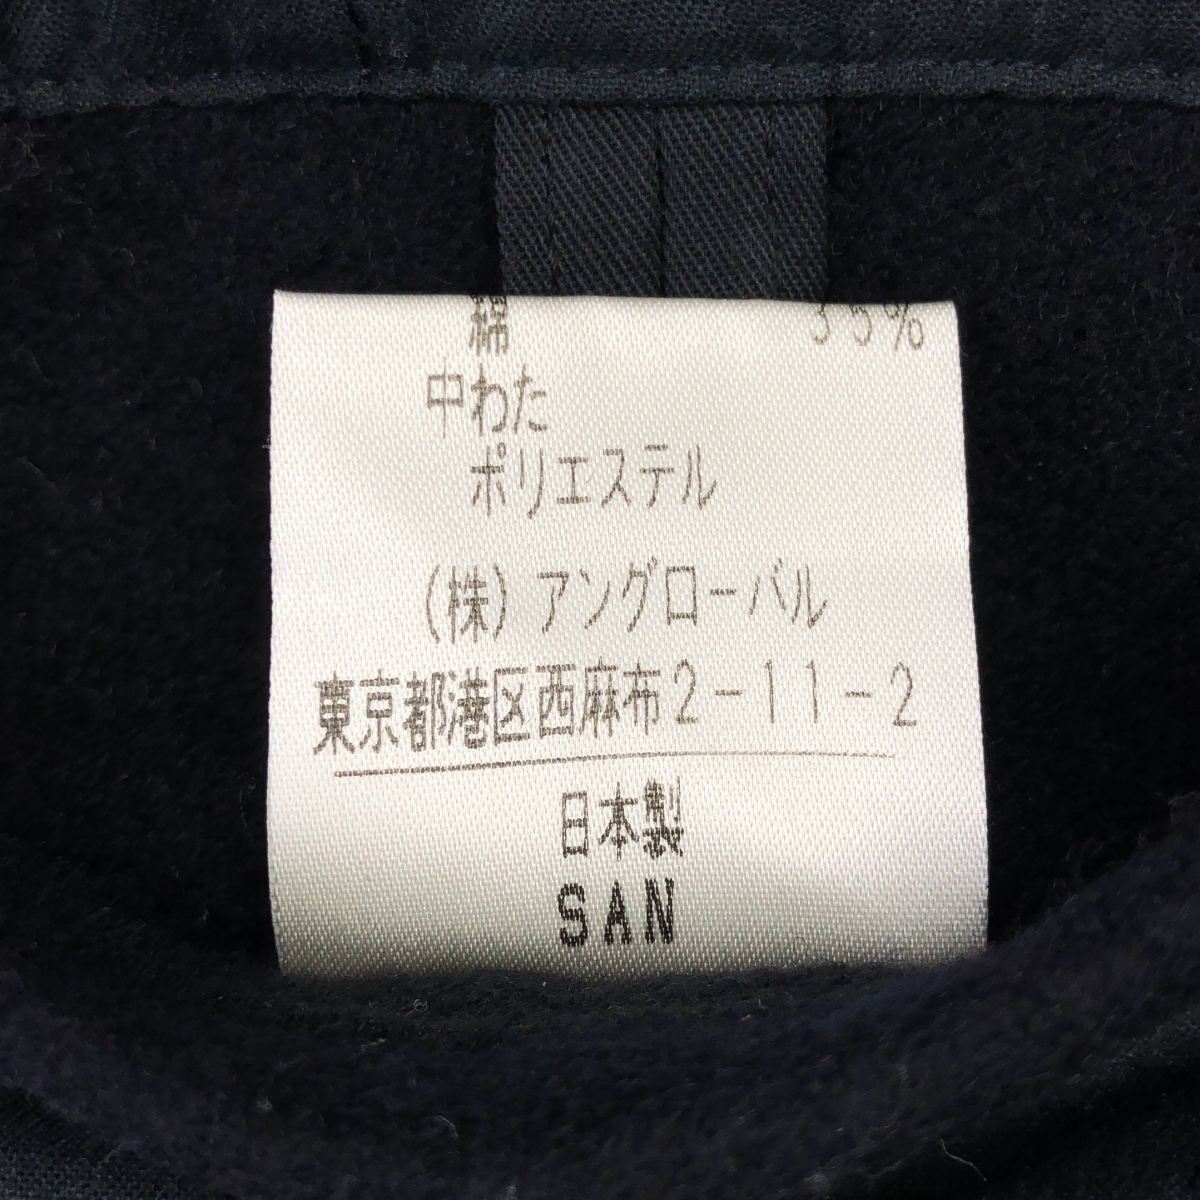 綿 35%
中わた
ポリエステル
(株)アングローバル
東京都港区西麻布2-11-2
日本製
SAN